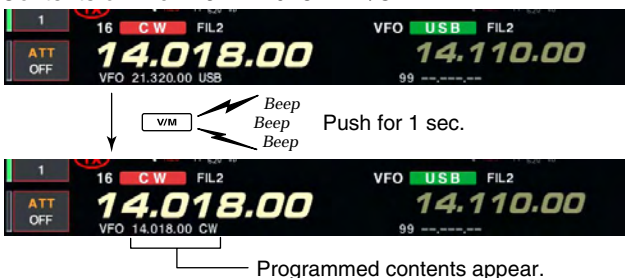 1
16 CW FIL2 VFO USB FIL2
ATT OFF 14.018.00 14.110.00
VFO 21.320.00 USB 99 --.---.--
Beep
V/M Beep Push for 1 sec.
Beep
1 TX
16 CW FIL2 VFO USB FIL2
ATT OFF 14.018.00 14.110.00
VFO 14.018.00 CW 99 --.---.--
Programmed contents appear.